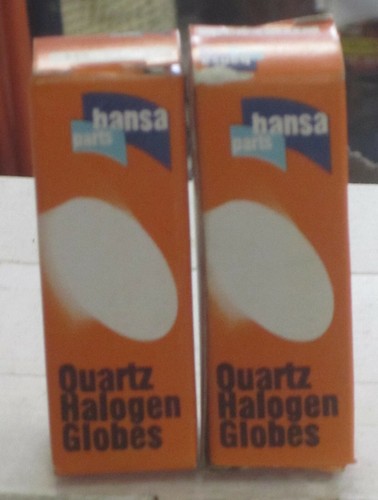 hansa
parts
Quartz
Halogen
Globes
hansa
parts
Quartz
Halogen
Globes